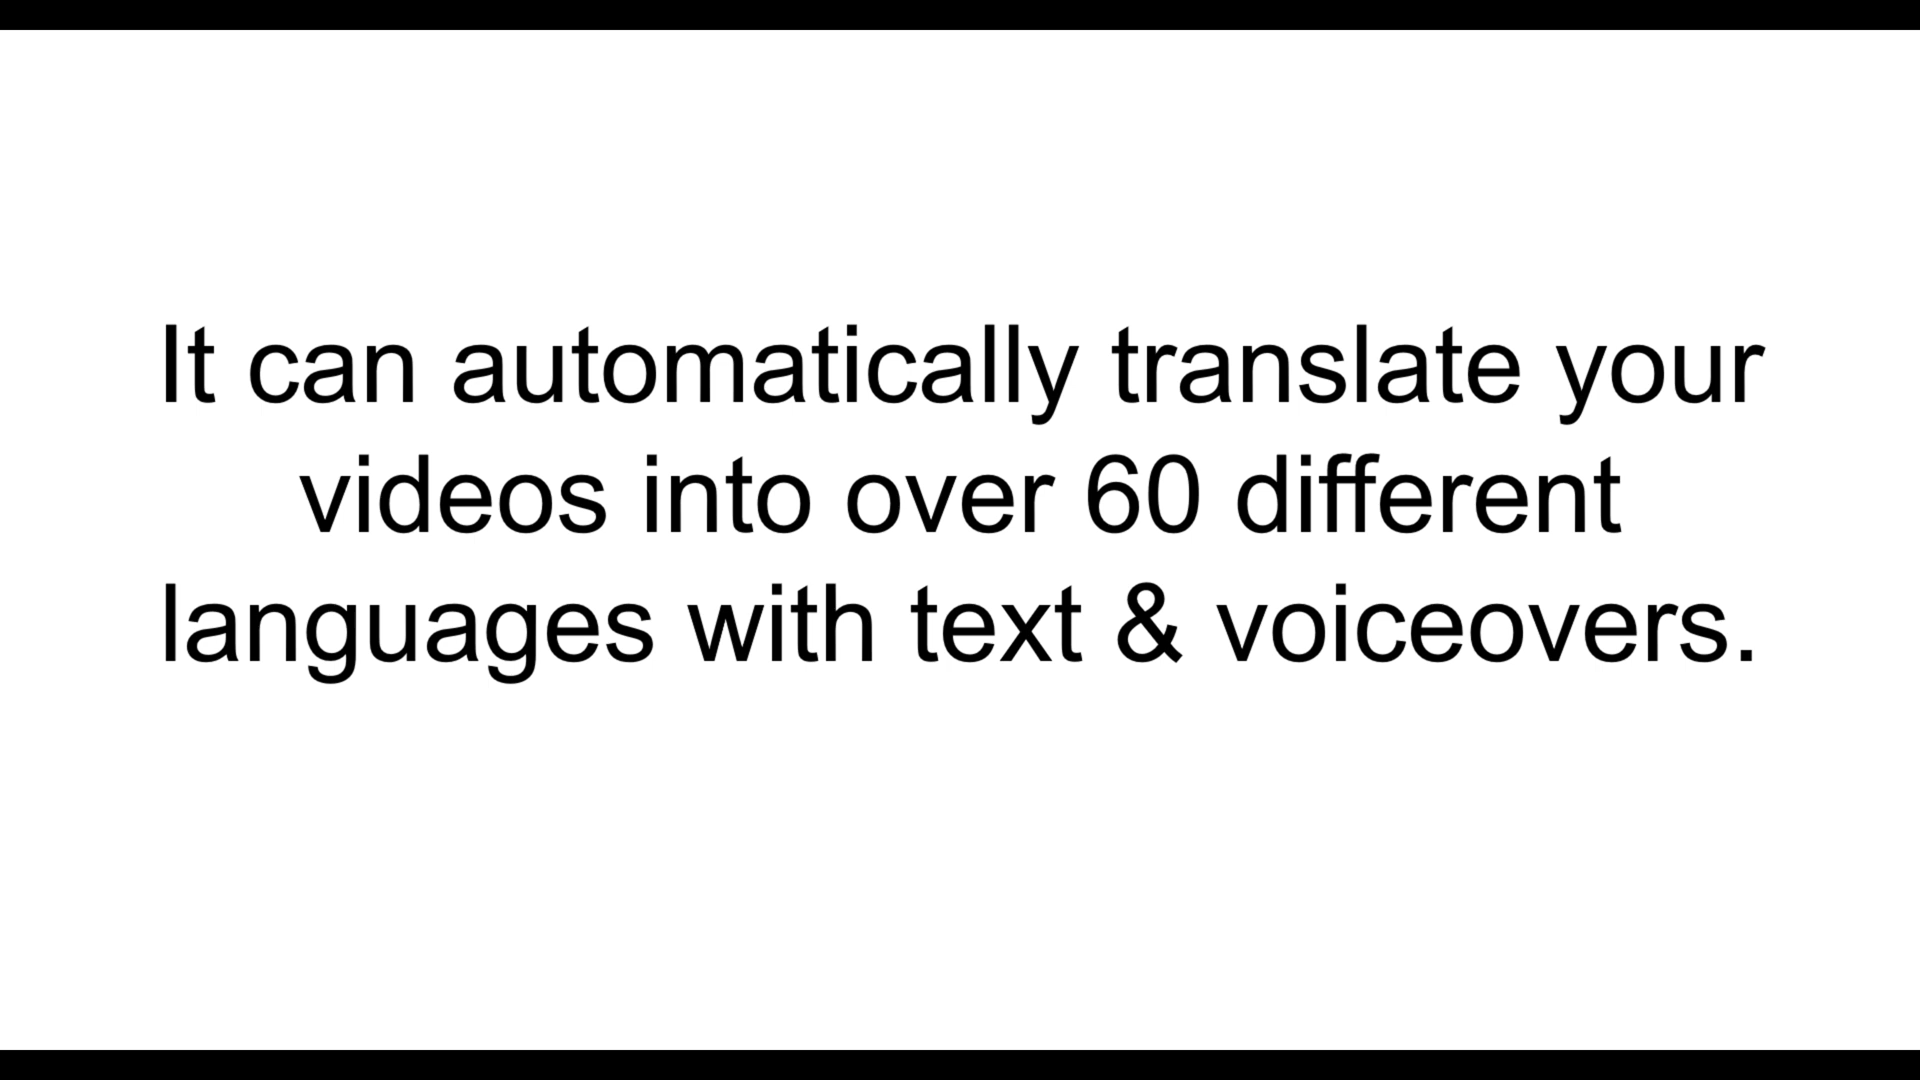 It can automatically translate your
videos into over 60 different
languages with text & voiceovers.